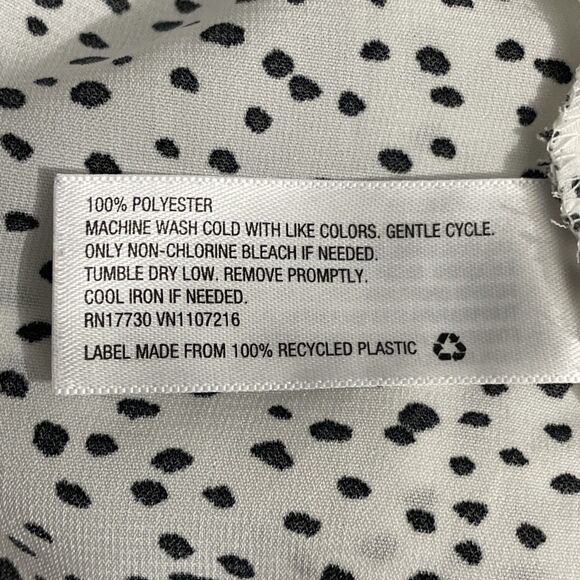 100% POLYESTER
MACHINE WASH COLD WITH LIKE COLORS. GENTLE CYCLE.
ONLY NON-CHLORINE BLEACH IF NEEDED.
TUMBLE DRY LOW. REMOVE PROMPTLY.
COOL IRON IF NEEDED.
RN17730 VN1107216
LABEL MADE FROM 100% RECYCLED PLASTIC